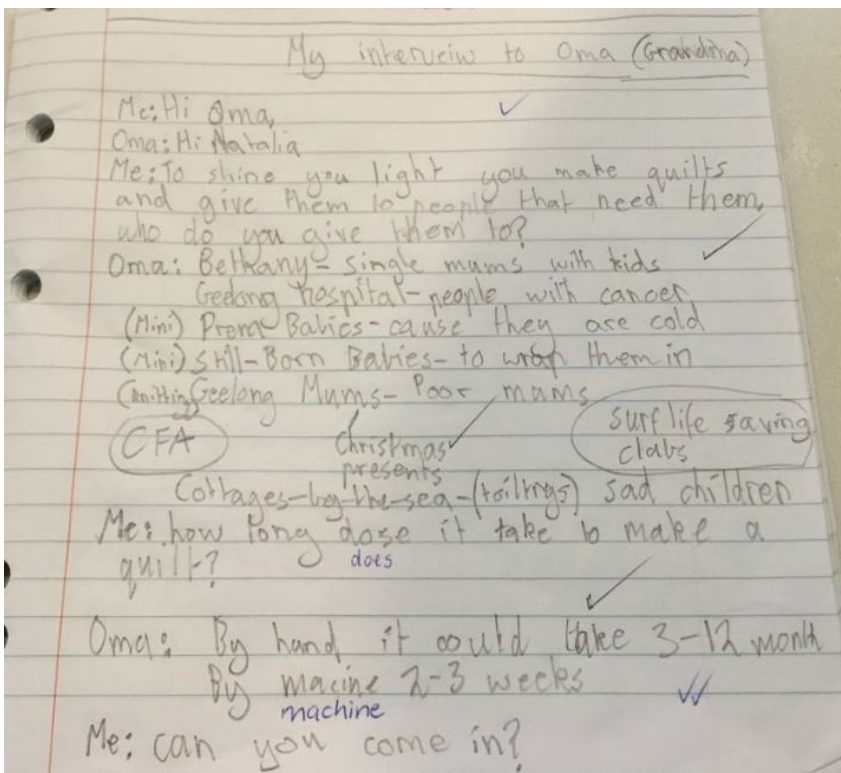 My interveiw to Oma (Grandma)
Me: Hi Oma,
Oma: Hi Natalia
Me: To shine you light you make quilts
and give them to people that need them,
who do you give them to?
Oma: Bethany- single mums with kids
Geelong hospital- people with cancer
(Mini) Prem Babies- cause they are cold
(Mini) Still-Born Babies- to wrap them in
Geelong Mums- Poor mums
CFA
Christmas
presents
surf life saving
clubs
Cottages-by-the-sea- sad children
Me: how long dose it take to make a
does
quilt?
Oma: By hand it could take 3-12 month
By macine 2-3 weeks
machine
Me: can you come in?